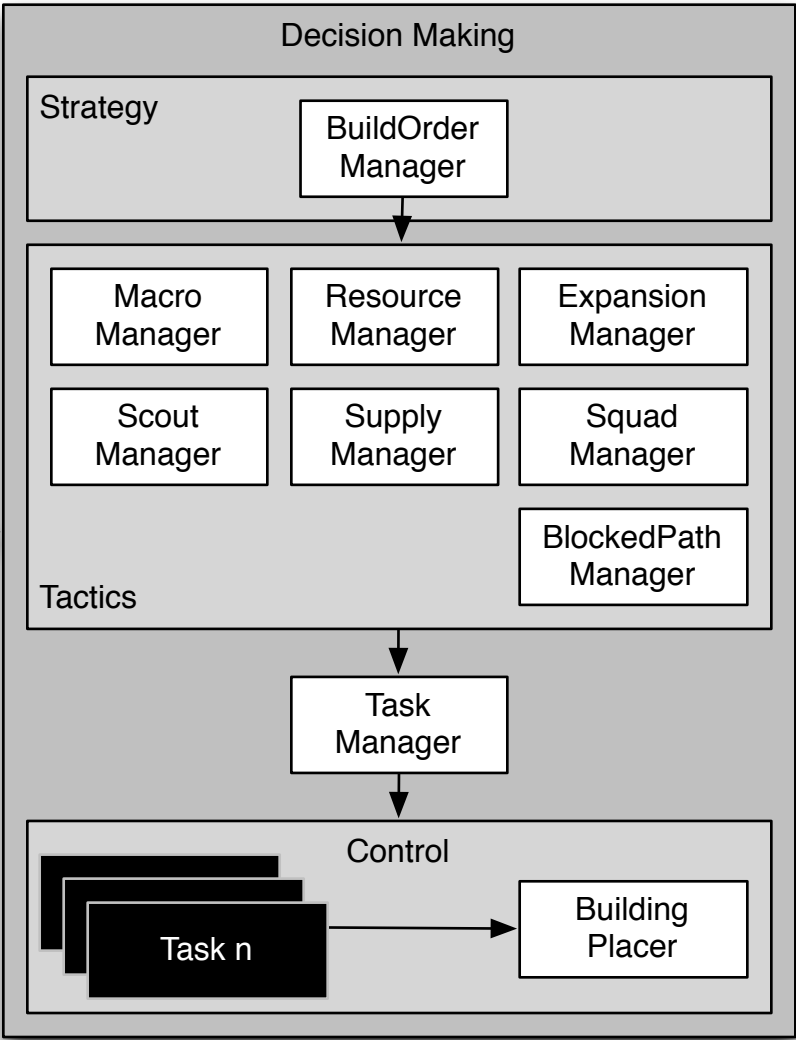 Decision Making
Strategy
BuildOrder
Manager
Macro
Manager
Resource
Manager
Expansion
Manager
Scout
Manager
Supply
Manager
Squad
Manager
BlockedPath
Manager
Tactics
Task
Manager
Control
Task n
Building
Placer